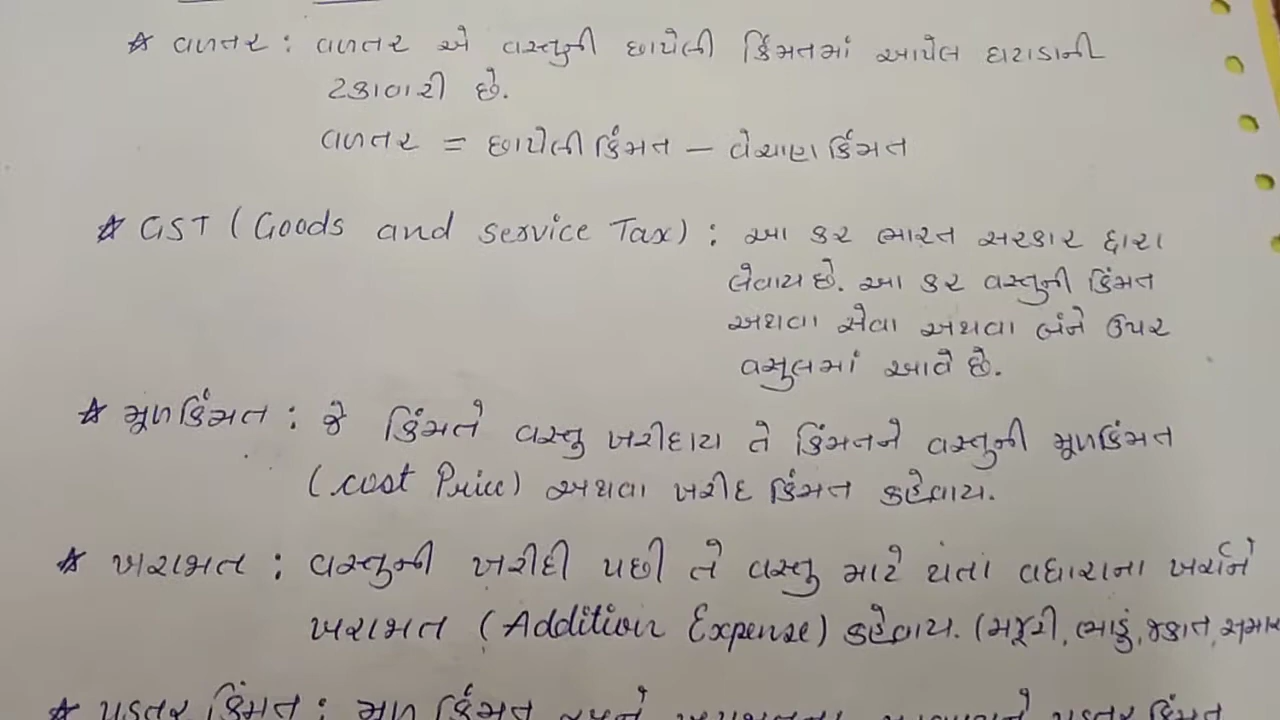 ☆ વળતર : વળતર એ વસ્તુની છાપેલી કિંમતમાં આપેલ ઘટાડાની
ટકાવારી છે.
વળતર = છાપેલી કિંમત – વેચાણ કિંમત
☆ GST ( Goods and service Tax) : આ કર ભારત સરકાર દ્વારા
લેવાય છે. આ કર વસ્તુની કિંમત
અથવા સેવા અથવા બંને ઉપર
વસુલમાં આવે છે.
☆ મૂળકિંમત : જે કિંમતે વસ્તુ ખરીદાય તે કિંમતને વસ્તુની મૂળકિંમત
(cost Price) અથવા ખરીદ કિંમત કહેવાય.
☆ ખરાજાત : વસ્તુની ખરીદી પછી તે વસ્તુ માટે થતાં વધારાના ખર્ચને
ખરાજાત (Addition Expense) કહેવાય. (મજૂરી, ભાડું, જકાત,
☆ પડતર કિંમત : મૂળ કિંમત